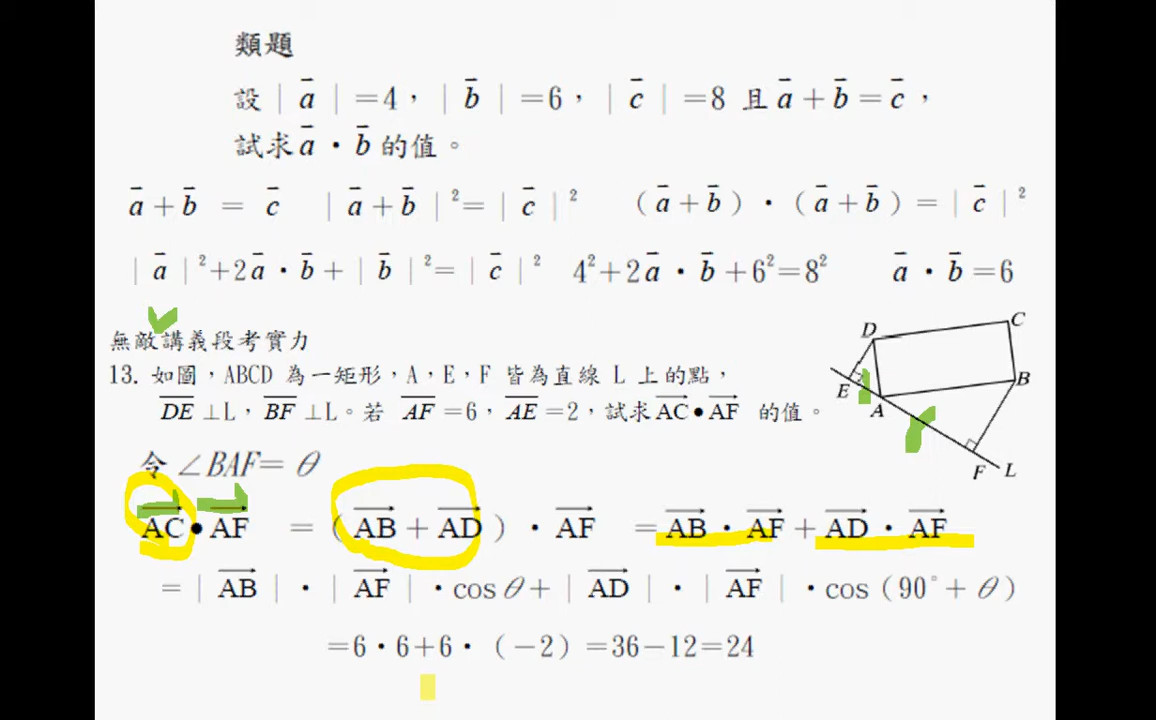 類題
設 | a⃗ | =4，| b⃗ | =6，| c⃗ | =8 且 a⃗ + b⃗ = c⃗ ，
試求 a⃗ · b⃗ 的值。
a⃗ + b⃗ = c⃗ | a⃗ + b⃗ |²= | c⃗ |² ( a⃗ + b⃗ ) · ( a⃗ + b⃗ ) = | c⃗ |²
| a⃗ |²+2 a⃗ · b⃗ + | b⃗ |²= | c⃗ |² 4²+2 a⃗ · b⃗ +6²=8² a⃗ · b⃗ =6
無敵講義段考實力
13. 如圖，ABCD 為一矩形，A，E，F 皆為直線 L 上的點，
D̅E̅ ⊥L，B̅F̅ ⊥L。若 A̅F̅ =6，A̅E̅ =2，試求 AC⃗ • AF⃗ 的值。
D
C
E
A
B
F
L
令 ∠BAF= θ
AC⃗ • AF⃗ = ( AB⃗ + AD⃗ ) · AF⃗ = AB⃗ · AF⃗ + AD⃗ · AF⃗
= | AB⃗ | · | AF⃗ | · cos θ + | AD⃗ | · | AF⃗ | · cos (90°+ θ )
=6 · 6+6 · (−2) =36−12=24